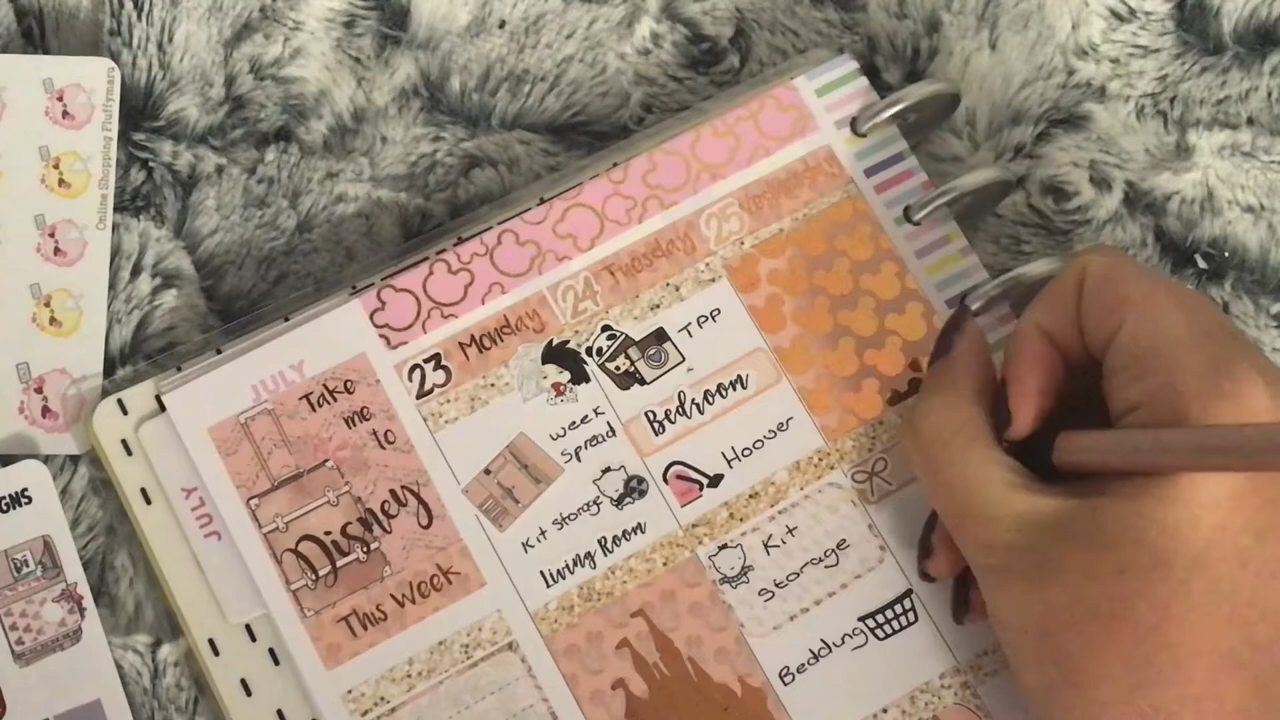 Online Shopping Fluffymaru
GNS
JULY
JULY
Take
me
to
Disney
This Week
23 Monday
24 Tuesday
25 Wednesday
week
Spread
Kit Storage
Living Room
TPP
Bedroom
Hoover
Kit
Storage
Bedding